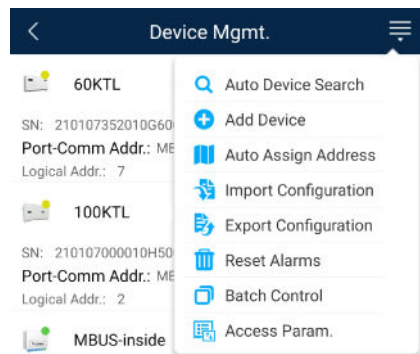 Device Mgmt.
60KTL
SN: 210107352010G60
Port-Comm Addr.: MB
Logical Addr.: 7
100KTL
SN: 210107000010H50
Port-Comm Addr.: MB
Logical Addr.: 2
MBUS-inside
Auto Device Search
Add Device
Auto Assign Address
Import Configuration
Export Configuration
Reset Alarms
Batch Control
Access Param.